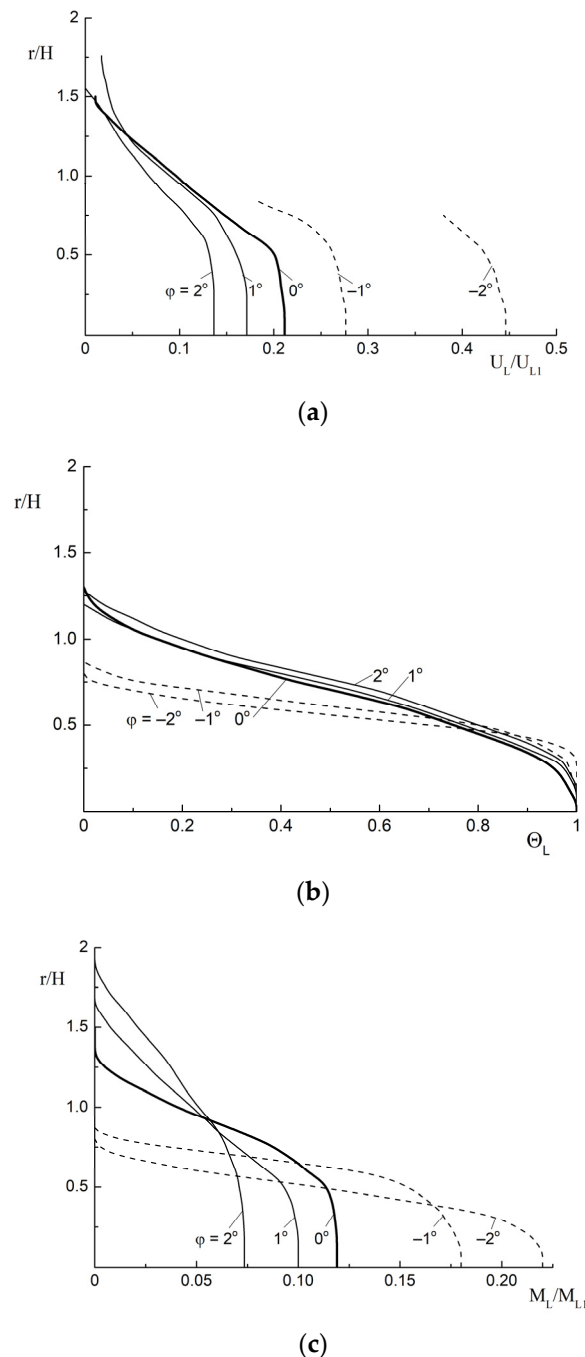 2
r/H
1.5
1.0
0.5
φ = 2° 1° 0° –1° –2°
0 0.1 0.2 0.3 0.4 0.5
U_L/U_L1
(a)
2
r/H
1.5
1.0
2° 1°
0.5
φ = –2° –1° 0°
0 0.2 0.4 0.6 0.8 1
Θ_L
(b)
2
r/H
1.5
1.0
0.5
φ = 2° 1° 0° –1° –2°
0 0.05 0.10 0.15 0.20
M_L/M_L1
(c)